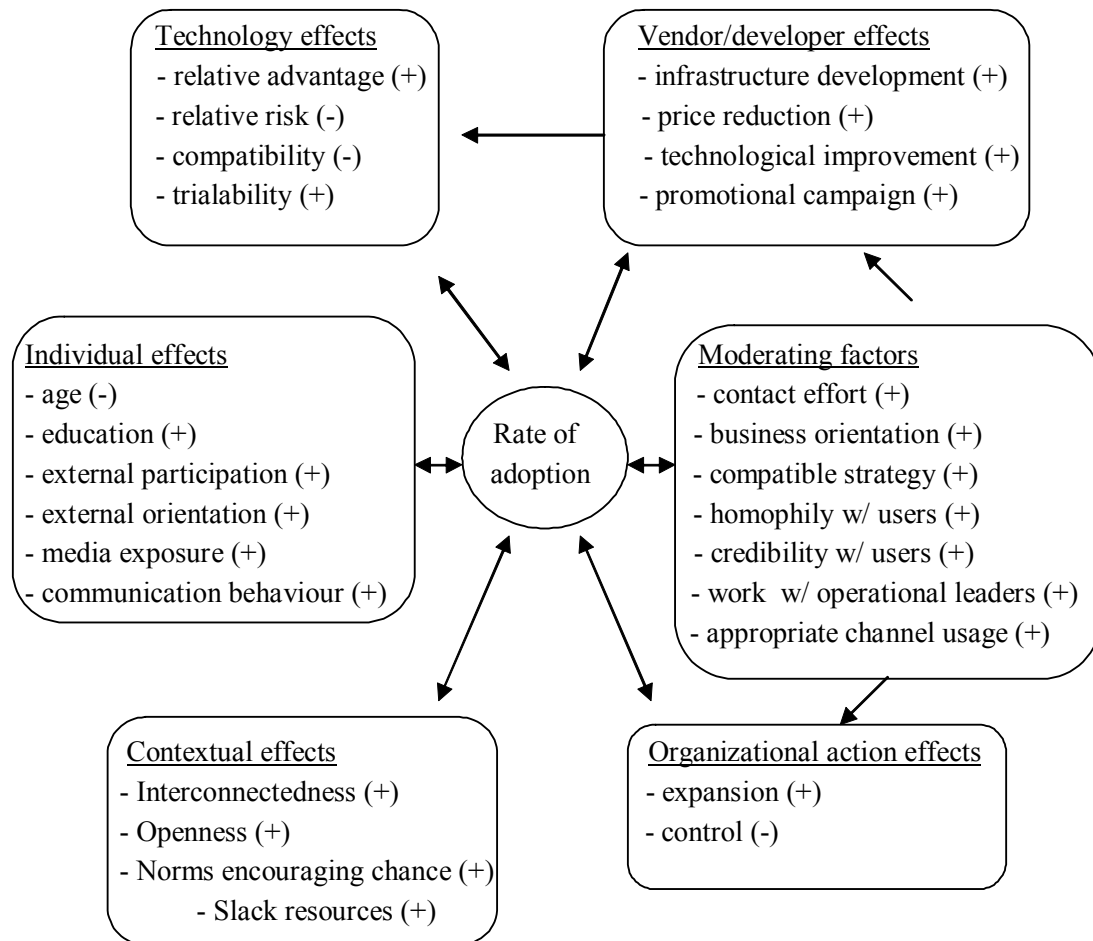 Technology effects
- relative advantage (+)
- relative risk (-)
- compatibility (-)
- trialability (+)
Vendor/developer effects
- infrastructure development (+)
- price reduction (+)
- technological improvement (+)
- promotional campaign (+)
Individual effects
- age (-)
- education (+)
- external participation (+)
- external orientation (+)
- media exposure (+)
- communication behaviour (+)
Rate of
adoption
Moderating factors
- contact effort (+)
- business orientation (+)
- compatible strategy (+)
- homophily w/ users (+)
- credibility w/ users (+)
- work w/ operational leaders (+)
- appropriate channel usage (+)
Contextual effects
- Interconnectedness (+)
- Openness (+)
- Norms encouraging chance (+)
- Slack resources (+)
Organizational action effects
- expansion (+)
- control (-)